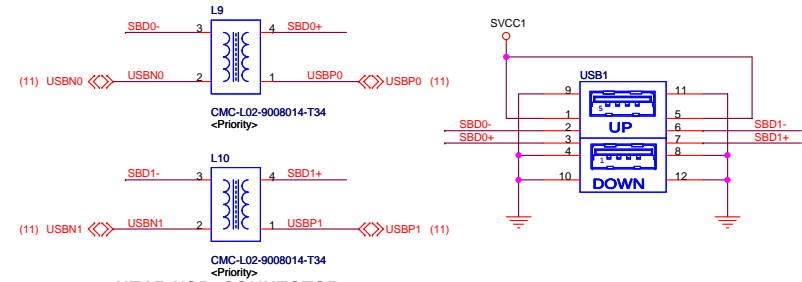 L9
SBD0- 3 4 SBD0+
(11) USBN0 USBN0 2 1 USBP0 USBP0 (11)
CMC-L02-9008014-T34
<Priority>
L10
SBD1- 3 4 SBD1+
(11) USBN1 USBN1 2 1 USBP1 USBP1 (11)
CMC-L02-9008014-T34
<Priority>
SVCC1
USB1
9 11
5
1 5
UP
SBD0- 2 6 SBD1-
SBD0+ 3 7 SBD1+
4 1 8
10 DOWN 12